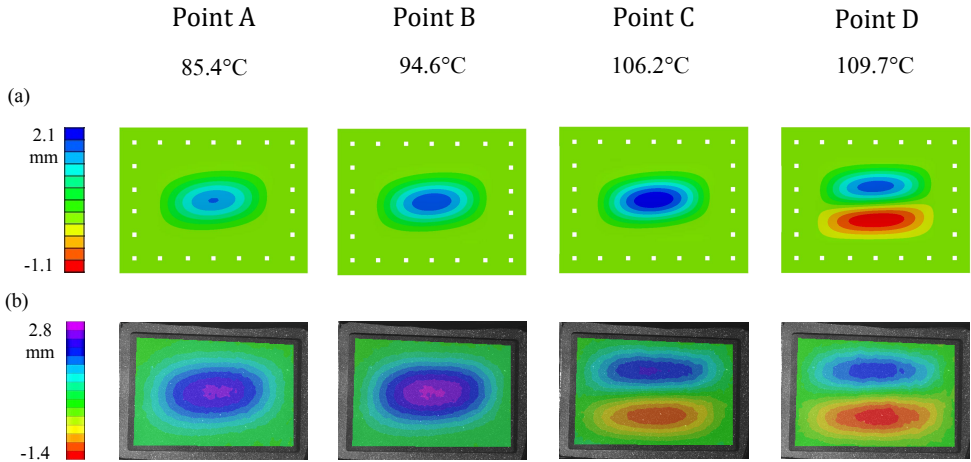 Point A Point B Point C Point D
85.4°C 94.6°C 106.2°C 109.7°C
(a)
2.1
mm
-1.1
(b)
2.8
mm
-1.4